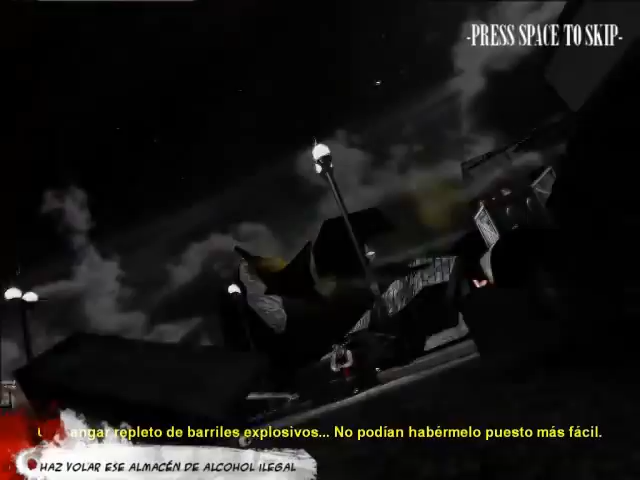 -PRESS SPACE TO SKIP-
repleto de barriles explosivos... No podían habérmelo puesto más fácil.
HAZ VOLAR ESE ALMACÉN DE ALCOHOL ILEGAL